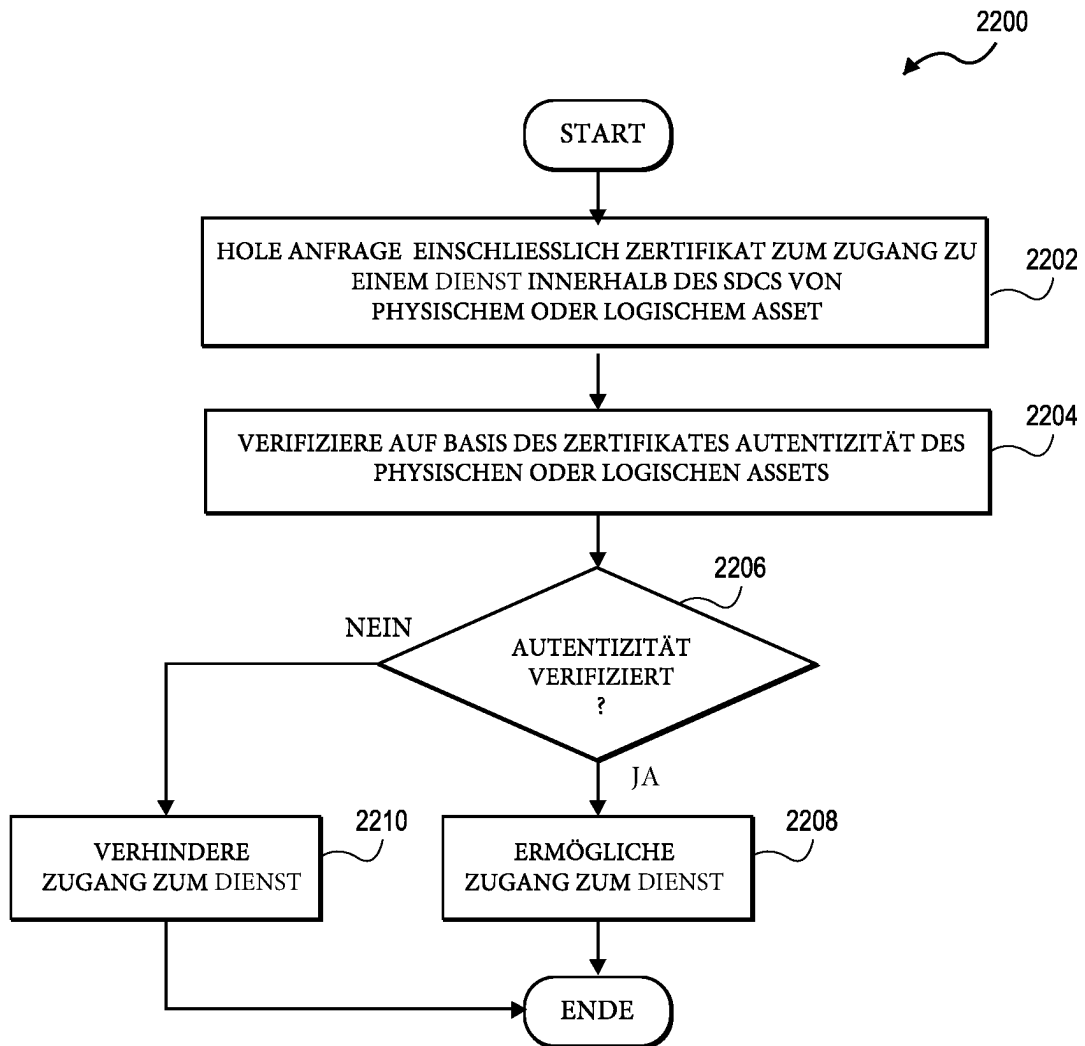 2200
START
HOLE ANFRAGE EINSCHLIESSLICH ZERTIFIKAT ZUM ZUGANG ZU
EINEM DIENST INNERHALB DES SDCS VON
PHYSISCHEM ODER LOGISCHEM ASSET
2202
VERIFIZIERE AUF BASIS DES ZERTIFIKATES AUTENTIZITÄT DES
PHYSISCHEN ODER LOGISCHEN ASSETS
2204
2206
AUTENTIZITÄT
VERIFIZIERT
?
NEIN
JA
VERHINDERE
ZUGANG ZUM DIENST
2210
ERMÖGLICHE
ZUGANG ZUM DIENST
2208
ENDE